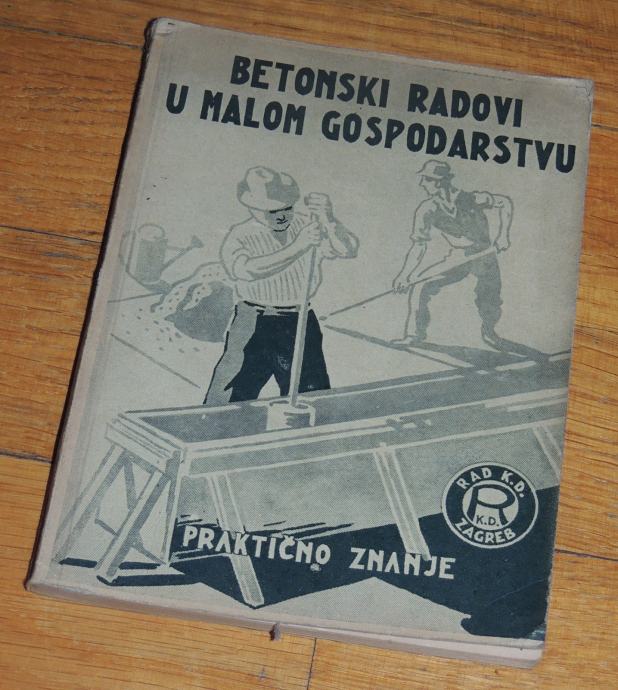 BETONSKI RADOVI
U MALOM GOSPODARSTVU
PRAKTIČNO ZNANJE
RAD K.D.
R
K.D.
ZAGREB